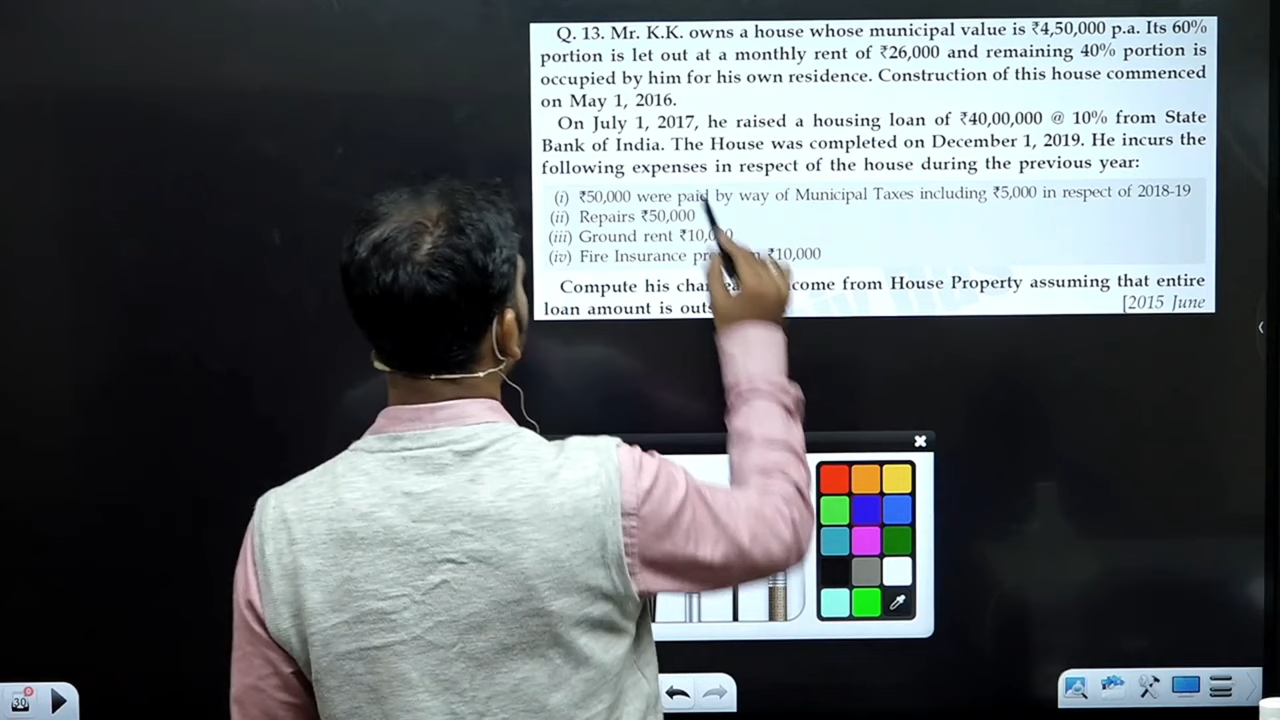 Q. 13. Mr. K.K. owns a house whose municipal value is ₹4,50,000 p.a. Its 60%
portion is let out at a monthly rent of ₹26,000 and remaining 40% portion is
occupied by him for his own residence. Construction of this house commenced
on May 1, 2016.
On July 1, 2017, he raised a housing loan of ₹40,00,000 @ 10% from State
Bank of India. The House was completed on December 1, 2019. He incurs the
following expenses in respect of the house during the previous year:
(i) ₹50,000 were paid by way of Municipal Taxes including ₹5,000 in respect of 2018-19
(ii) Repairs ₹50,000
(iii) Ground rent
(iv) Fire Insurance ₹10,000
Compute his House Property assuming that entire
loan amount is
[2015 June
30